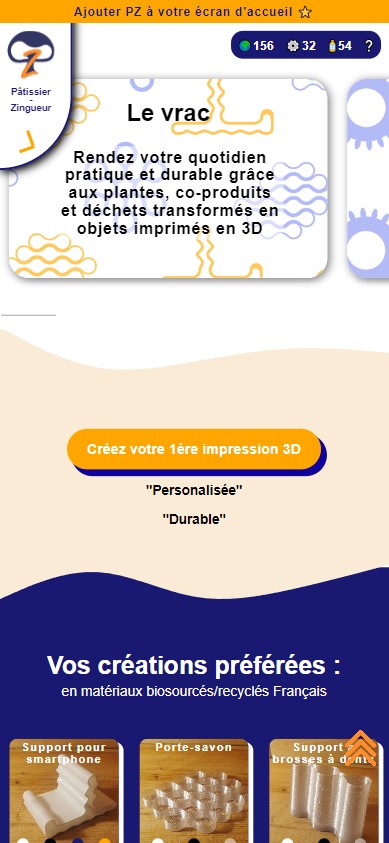 Ajouter PZ à votre écran d'accueil
156 32 54 ?
Pâtissier
-
Zingueur
Le vrac
Rendez votre quotidien
pratique et durable grâce
aux plantes, co-produits
et déchets transformés en
objets imprimés en 3D
Créez votre 1ère impression 3D
"Personalisée"
"Durable"
Vos créations préférées :
en matériaux biosourcés/recyclés Français
Support pour
smartphone
Porte-savon
Support
brosses à dents